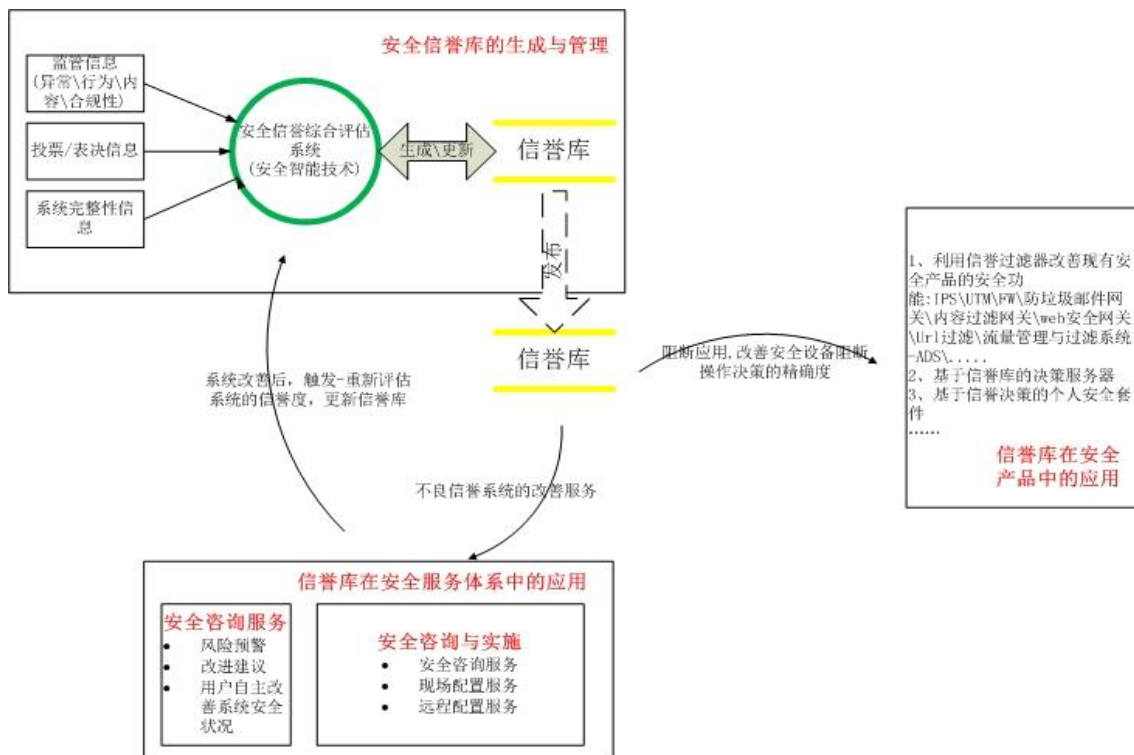 安全信誉库的生成与管理
监管信息
(异常\行为\内
容\合规性)
投票/表决信息
系统完整性信
息
安全信誉综合评估
系统
(安全智能技术)
生成\更新
信誉库
发布
信誉库
阻断应用,改善安全设备阻断
操作决策的精确度
1、利用信誉过滤器改善现有安
全产品的安全功
能:IPS\UTM\FW\防垃圾邮件网
关\内容过滤网关\web安全网关
\Url过滤\流量管理与过滤系统
-ADS\.....
2、基于信誉库的决策服务器
3、基于信誉决策的个人安全套
件
......
信誉库在安全
产品中的应用
系统改善后，触发-重新评估
系统的信誉度，更新信誉库
不良信誉系统的改善服务
信誉库在安全服务体系中的应用
安全咨询服务
● 风险预警
● 改进建议
● 用户自主改
善系统安全
状况
安全咨询与实施
● 安全咨询服务
● 现场配置服务
● 远程配置服务